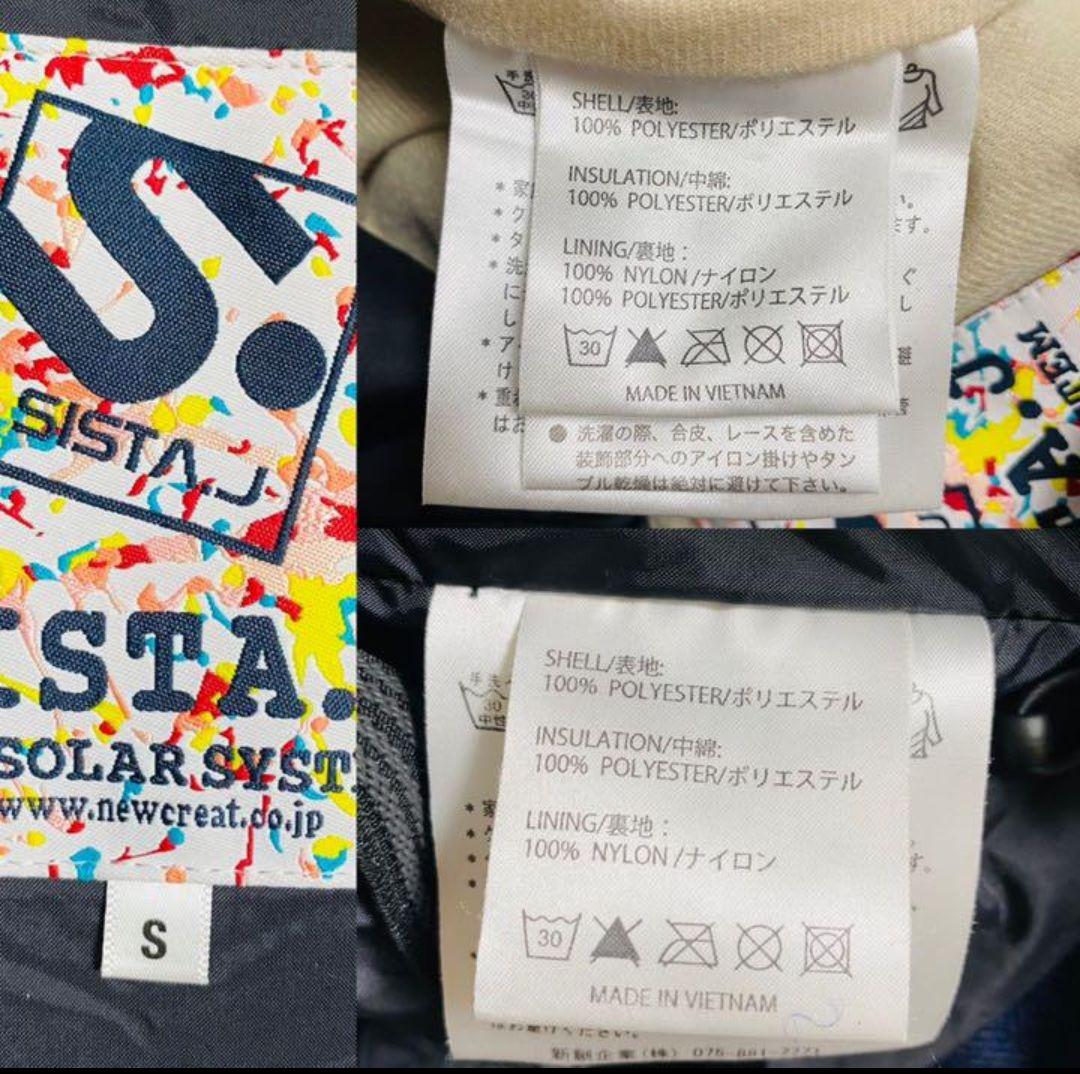 S.
SISTA.J
ISTA.
SOLAR SYST
www.newcreat.co.jp
S
SHELL/表地:
100% POLYESTER/ポリエステル
INSULATION/中綿:
100% POLYESTER/ポリエステル
LINING/裏地：
100% NYLON/ナイロン
100% POLYESTER/ポリエステル
30
MADE IN VIETNAM
● 洗濯の際、合皮、レースを含めた
装飾部分へのアイロン掛けやタン
ブル乾燥は絶対に避けて下さい。
SHELL/表地:
100% POLYESTER/ポリエステル
INSULATION/中綿:
100% POLYESTER/ポリエステル
LINING/裏地：
100% NYLON/ナイロン
30
MADE IN VIETNAM